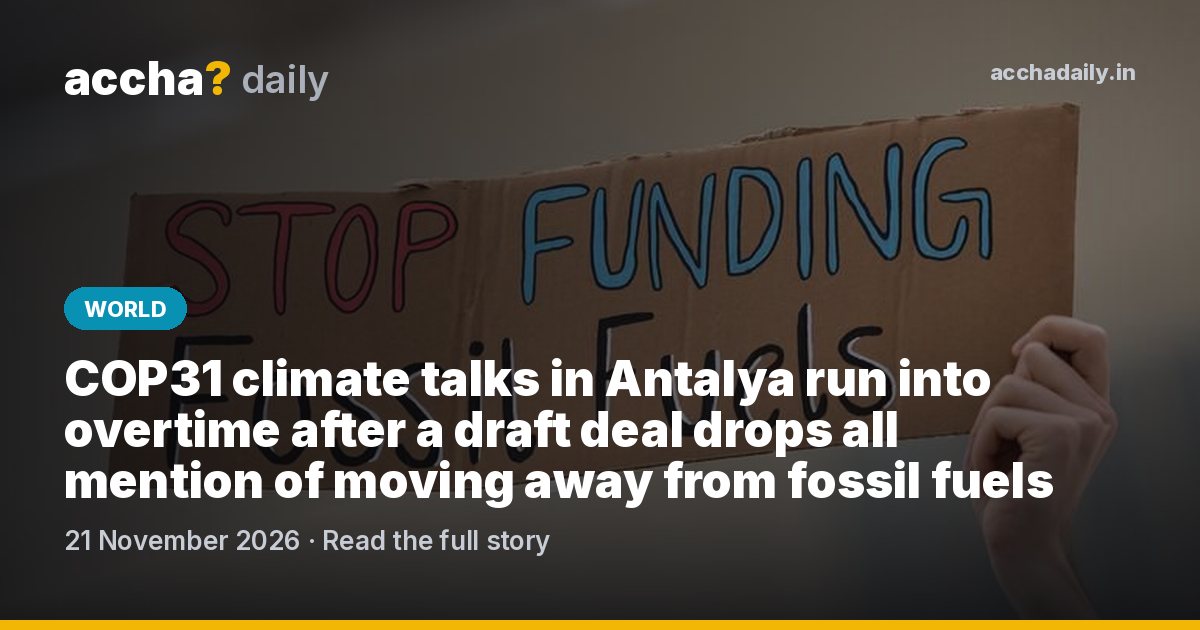 accha? daily
acchadaily.in
STOP FUNDING
Fossil Fuels
WORLD
COP31 climate talks in Antalya run into
overtime after a draft deal drops all
mention of moving away from fossil fuels
21 November 2026 · Read the full story